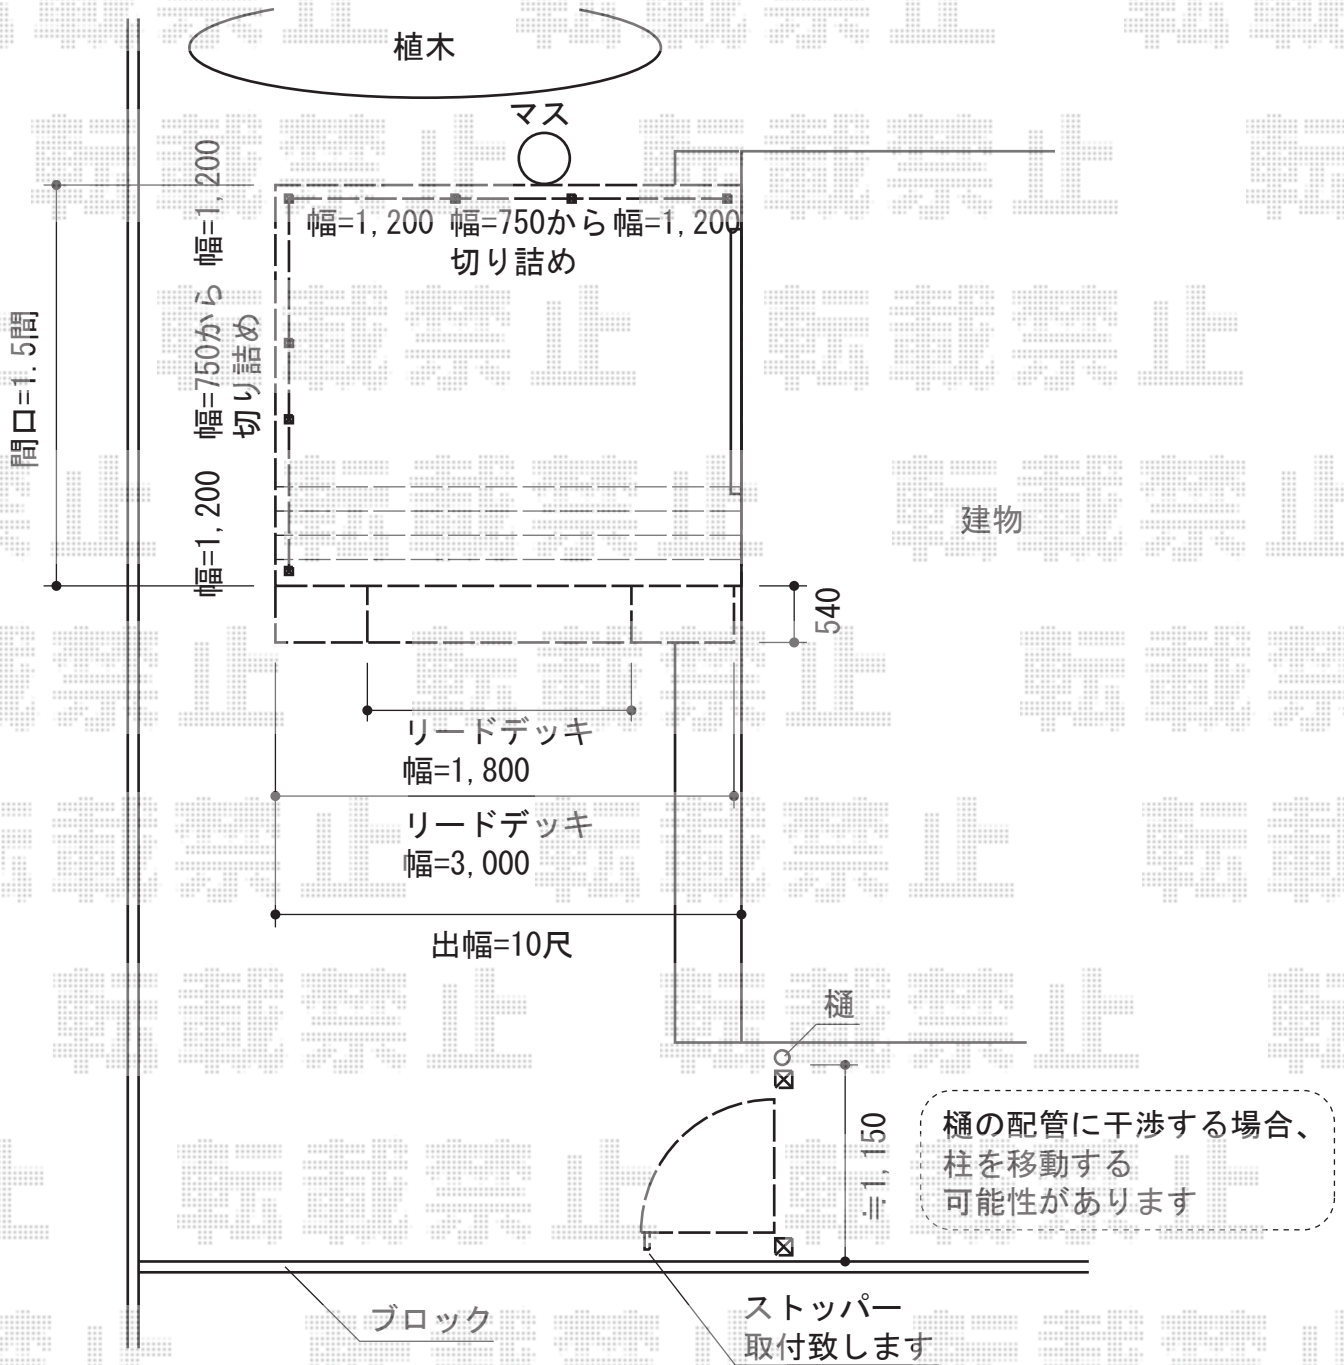 植木
マス
幅=1,200
幅=750から
幅=1,200
切り詰め
幅=1,200
幅=750から
切り詰め
幅=1,200
間口=1.5間
建物
540
リードデッキ
幅=1,800
リードデッキ
幅=3,000
出幅=10尺
樋
≒1,150
樋の配管に干渉する場合、
柱を移動する
可能性があります
ブロック
ストッパー
取付致します
転載禁止